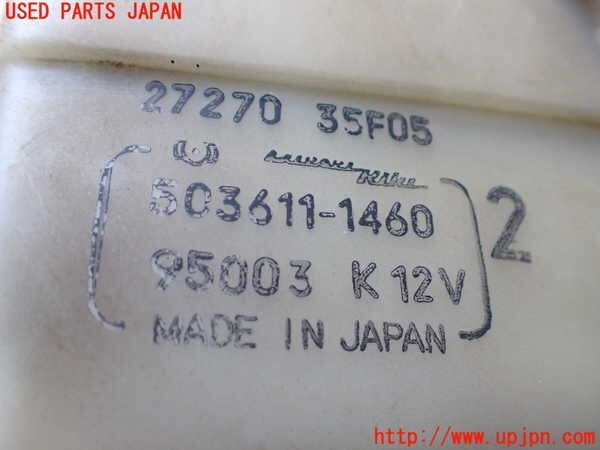 USED PARTS JAPAN
27270 35F05
503611-1460
2
95003 K 12V
MADE IN JAPAN
http://www.upjpn.com/